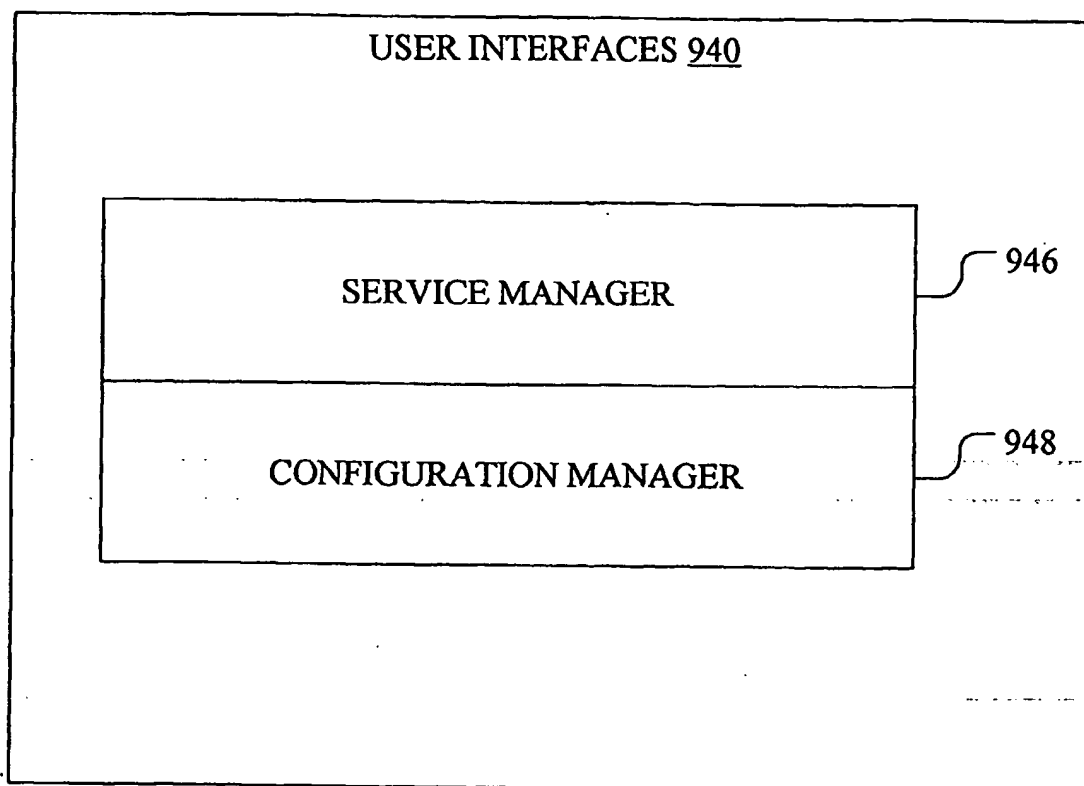 USER INTERFACES 940
SERVICE MANAGER
946
CONFIGURATION MANAGER
948